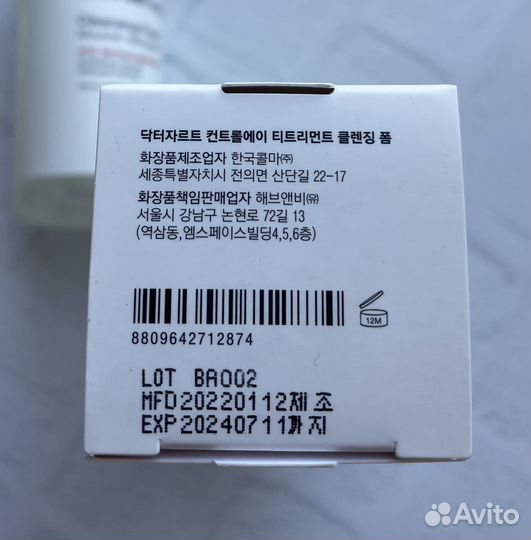 닥터자르트 컨트롤에이 티트리먼트 클렌징 폼
화장품제조업자 한국콜마㈜
세종특별자치시 전의면 산단길 22-17
화장품책임판매업자 해브앤비㈒
서울시 강남구 논현로 72길 13
(역삼동,엠스페이스빌딩4,5,6층)
12M
8809642712874
LOT BA002
MFD20220112제조
EXP20240711까지
Avito